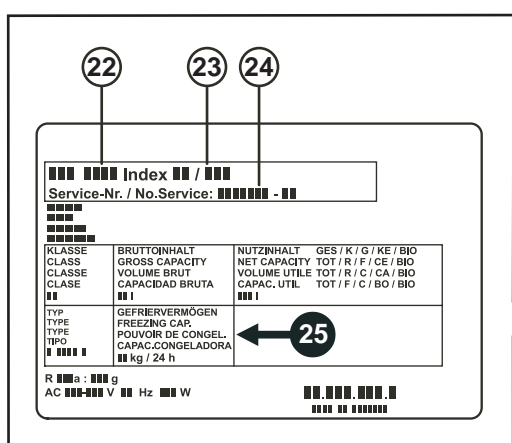 22 23 24
Index /
Service-Nr. / No.Service: -
KLASSE BRUTTOINHALT NUTZINHALT GES / K / G / KE / BIO
CLASS GROSS CAPACITY NET CAPACITY TOT / R / F / CE / BIO
CLASSE VOLUME BRUT VOLUME UTILE TOT / R / C / CA / BIO
CLASE CAPACIDAD BRUTA CAPAC. UTIL TOT / F / C / BO / BIO
l l
TYP GEFRIERVERMÖGEN
TYPE FREEZING CAP.
TYPE POUVOIR DE CONGEL.
TIPO CAPAC.CONGELADORA
kg / 24 h
25
R a : g
AC - V Hz W